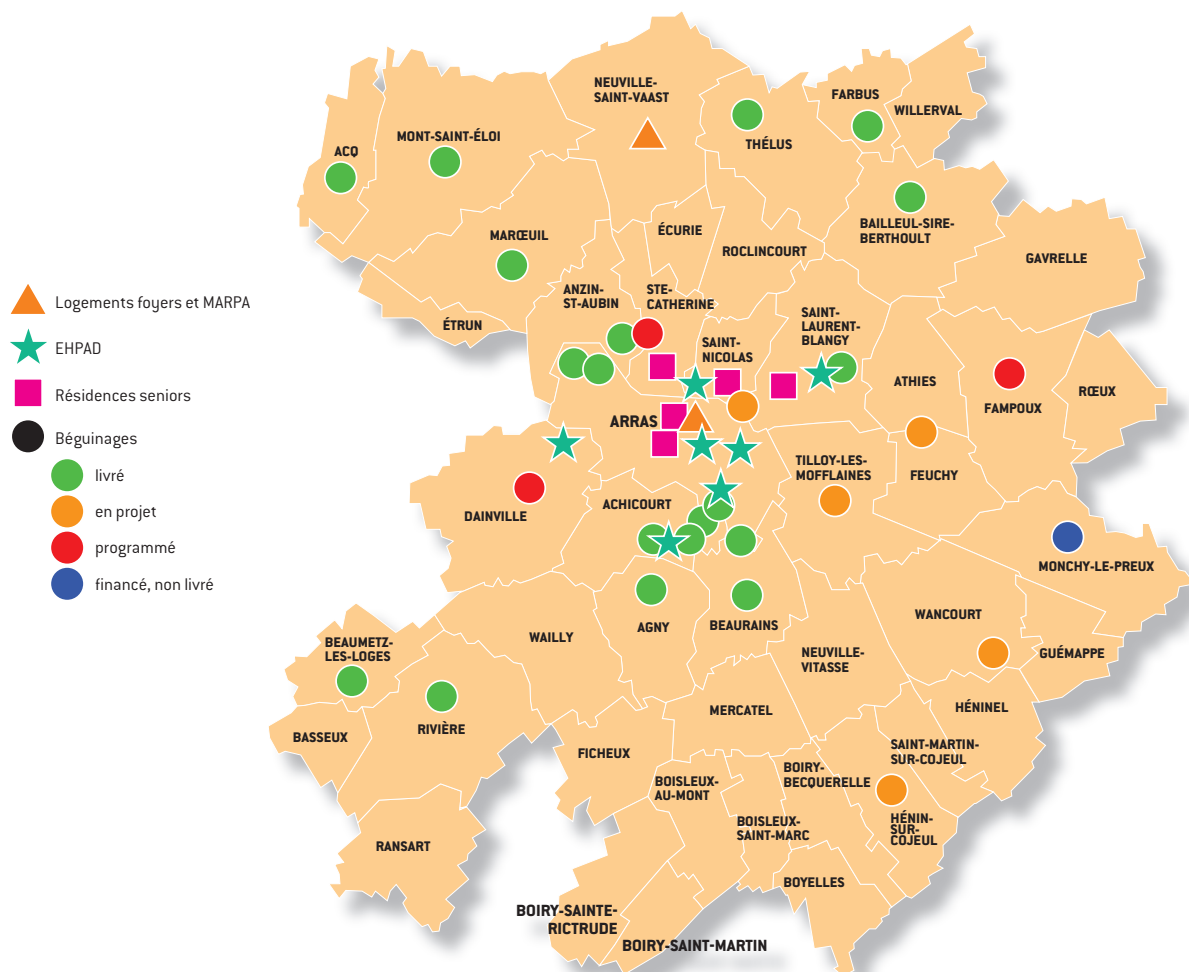 Logements foyers et MARPA
EHPAD
Résidences seniors
Béguinages
livré
en projet
programmé
financé, non livré
NEUVILLE-
SAINT-VAAST
FARBUS
WILLERVAL
THÉLUS
MONT-SAINT-ÉLOI
ACQ
BAILLEUL-SIRE-
BERTHOULT
MARŒUIL
ÉCURIE
ROCLINCOURT
GAVRELLE
ANZIN-
ST-AUBIN
STE-
CATHERINE
ÉTRUN
SAINT-
LAURENT-
BLANGY
SAINT-
NICOLAS
ATHIES
FAMPOUX
RŒUX
ARRAS
TILLOY-LES-
MOFFLAINES
FEUCHY
DAINVILLE
ACHICOURT
MONCHY-LE-PREUX
WANCOURT
GUÉMAPPE
AGNY
BEAURAINS
WAILLY
BEAUMETZ-
LES-LOGES
NEUVILLE-
VITASSE
RIVIÈRE
BASSEUX
MERCATEL
HÉNINEL
FICHEUX
SAINT-MARTIN-
SUR-COJEUL
BOISLEUX-
AU-MONT
BOIRY-
BECQUERELLE
BOISLEUX-
SAINT-MARC
HÉNIN-
SUR-
COJEUL
RANSART
BOYELLES
BOIRY-SAINTE-
RICTRUDE
BOIRY-SAINT-MARTIN